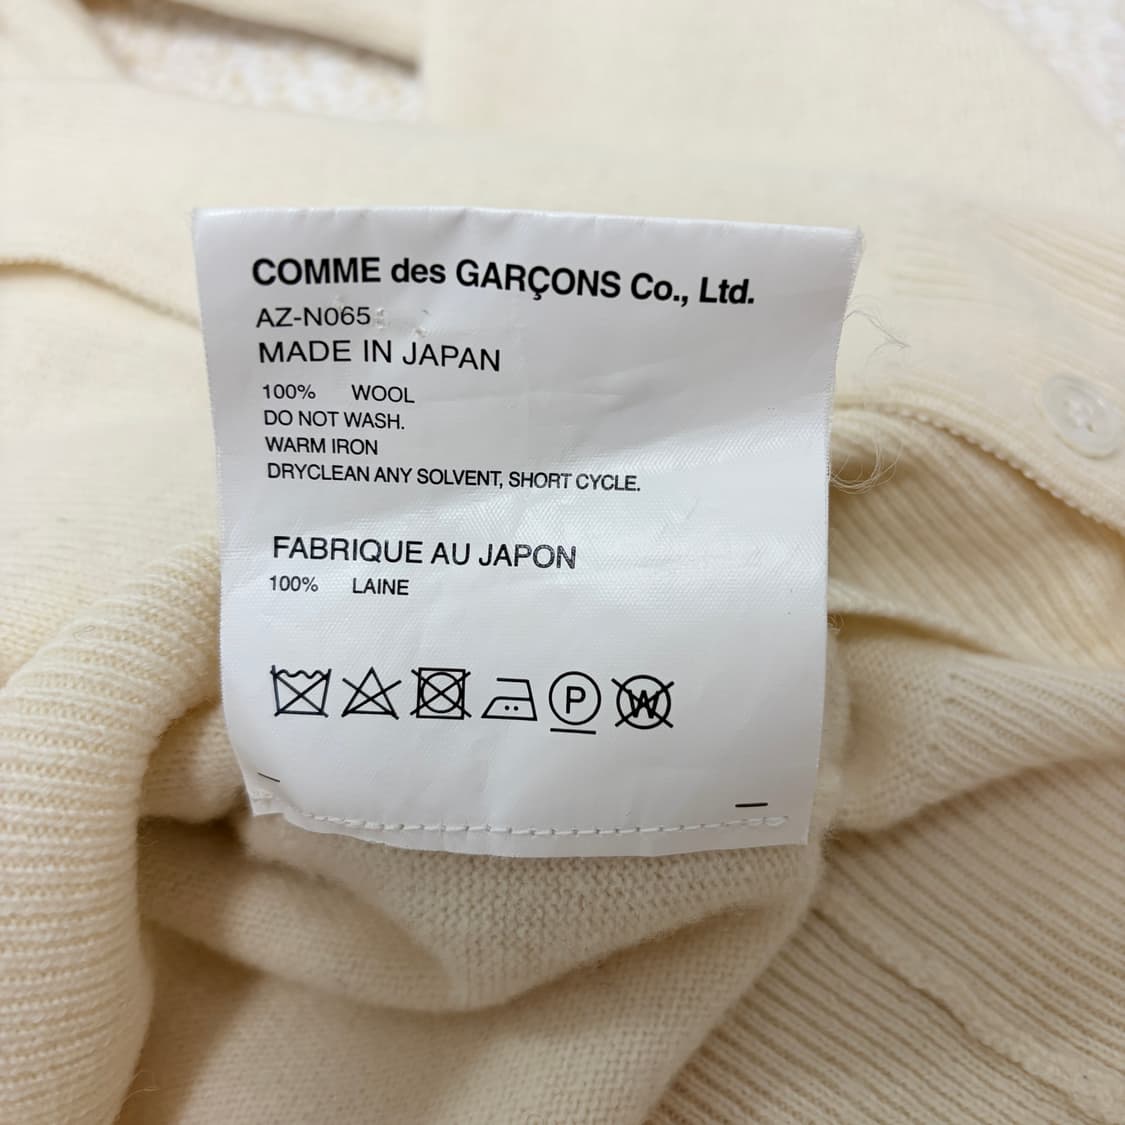 COMME des GARÇONS Co., Ltd.
AZ-N065
MADE IN JAPAN
100% WOOL
DO NOT WASH.
WARM IRON
DRYCLEAN ANY SOLVENT, SHORT CYCLE.
FABRIQUE AU JAPON
100% LAINE
P W